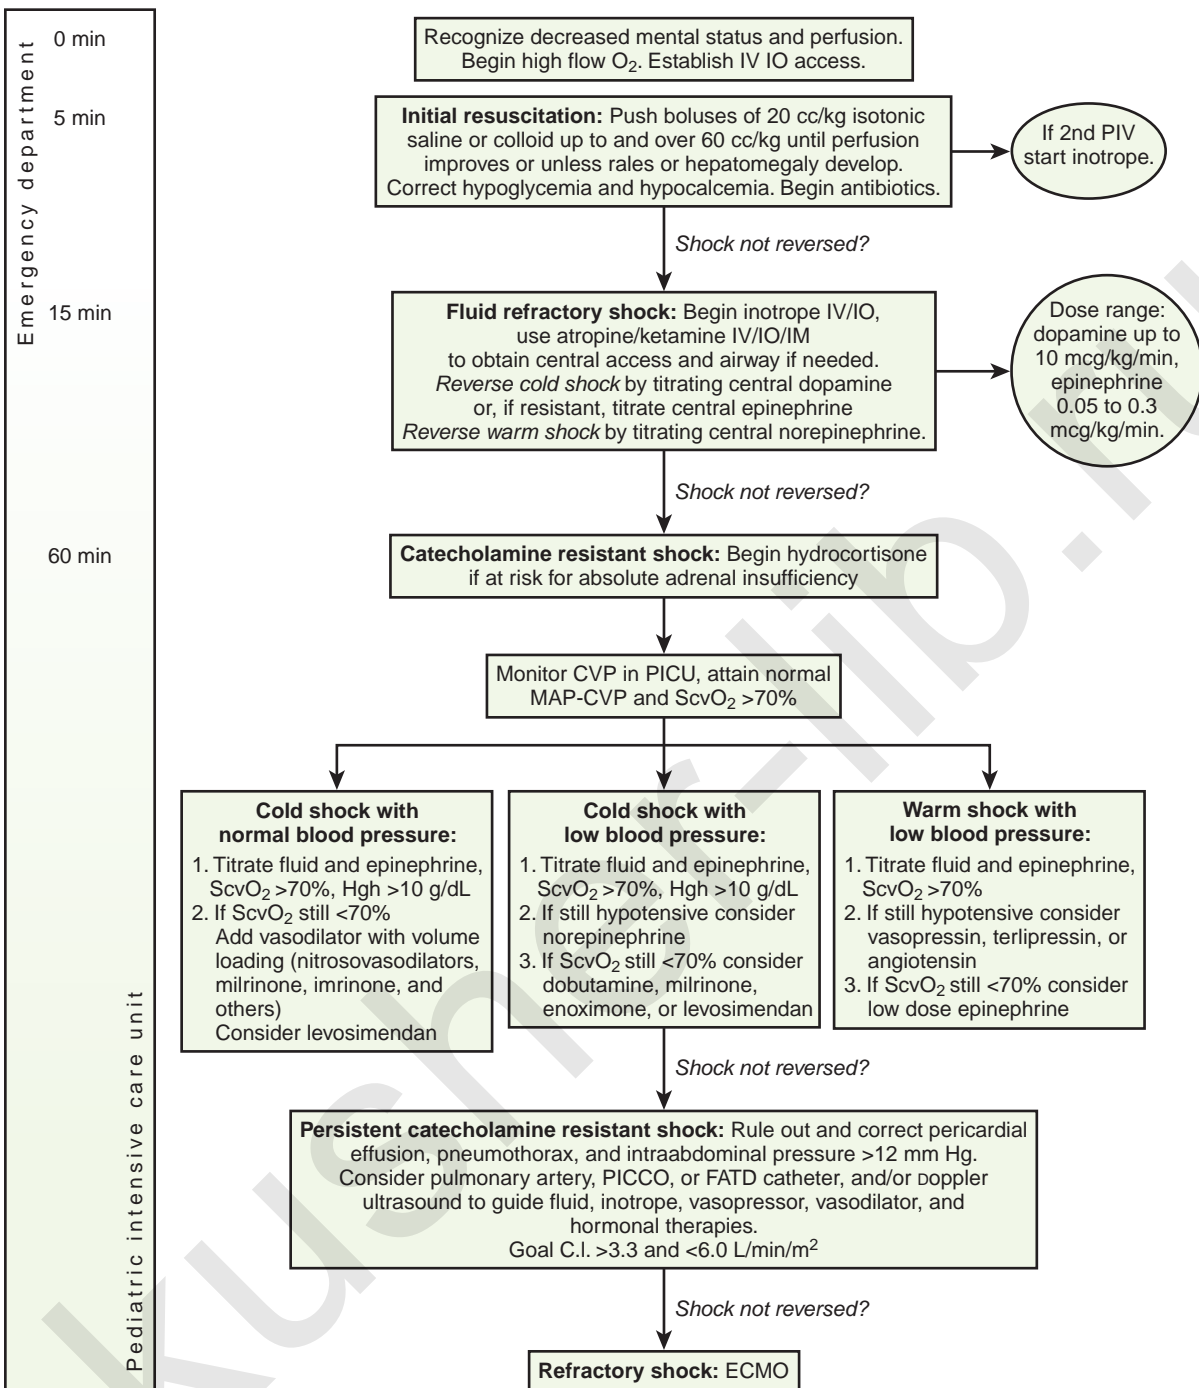 Emergency department
Pediatric intensive care unit
0 min
5 min
15 min
60 min
Recognize decreased mental status and perfusion.
Begin high flow O₂. Establish IV IO access.
Initial resuscitation: Push boluses of 20 cc/kg isotonic
saline or colloid up to and over 60 cc/kg until perfusion
improves or unless rales or hepatomegaly develop.
Correct hypoglycemia and hypocalcemia. Begin antibiotics.
If 2nd PIV
start inotrope.
Shock not reversed?
Fluid refractory shock: Begin inotrope IV/IO,
use atropine/ketamine IV/IO/IM
to obtain central access and airway if needed.
Reverse cold shock by titrating central dopamine
or, if resistant, titrate central epinephrine
Reverse warm shock by titrating central norepinephrine.
Dose range:
dopamine up to
10 mcg/kg/min,
epinephrine
0.05 to 0.3
mcg/kg/min.
Shock not reversed?
Catecholamine resistant shock: Begin hydrocortisone
if at risk for absolute adrenal insufficiency
Monitor CVP in PICU, attain normal
MAP-CVP and ScvO₂ >70%
Cold shock with
normal blood pressure:
1. Titrate fluid and epinephrine,
ScvO₂ >70%, Hgh >10 g/dL
2. If ScvO₂ still <70%
Add vasodilator with volume
loading (nitrosovasodilators,
milrinone, imrinone, and
others)
Consider levosimendan
Cold shock with
low blood pressure:
1. Titrate fluid and epinephrine,
ScvO₂ >70%, Hgh >10 g/dL
2. If still hypotensive consider
norepinephrine
3. If ScvO₂ still <70% consider
dobutamine, milrinone,
enoximone, or levosimendan
Warm shock with
low blood pressure:
1. Titrate fluid and epinephrine,
ScvO₂ >70%
2. If still hypotensive consider
vasopressin, terlipressin, or
angiotensin
3. If ScvO₂ still <70% consider
low dose epinephrine
Shock not reversed?
Persistent catecholamine resistant shock: Rule out and correct pericardial
effusion, pneumothorax, and intraabdominal pressure >12 mm Hg.
Consider pulmonary artery, PICCO, or FATD catheter, and/or Doppler
ultrasound to guide fluid, inotrope, vasopressor, vasodilator, and
hormonal therapies.
Goal C.I. >3.3 and <6.0 L/min/m²
Shock not reversed?
Refractory shock: ECMO
kusher-lib.ru